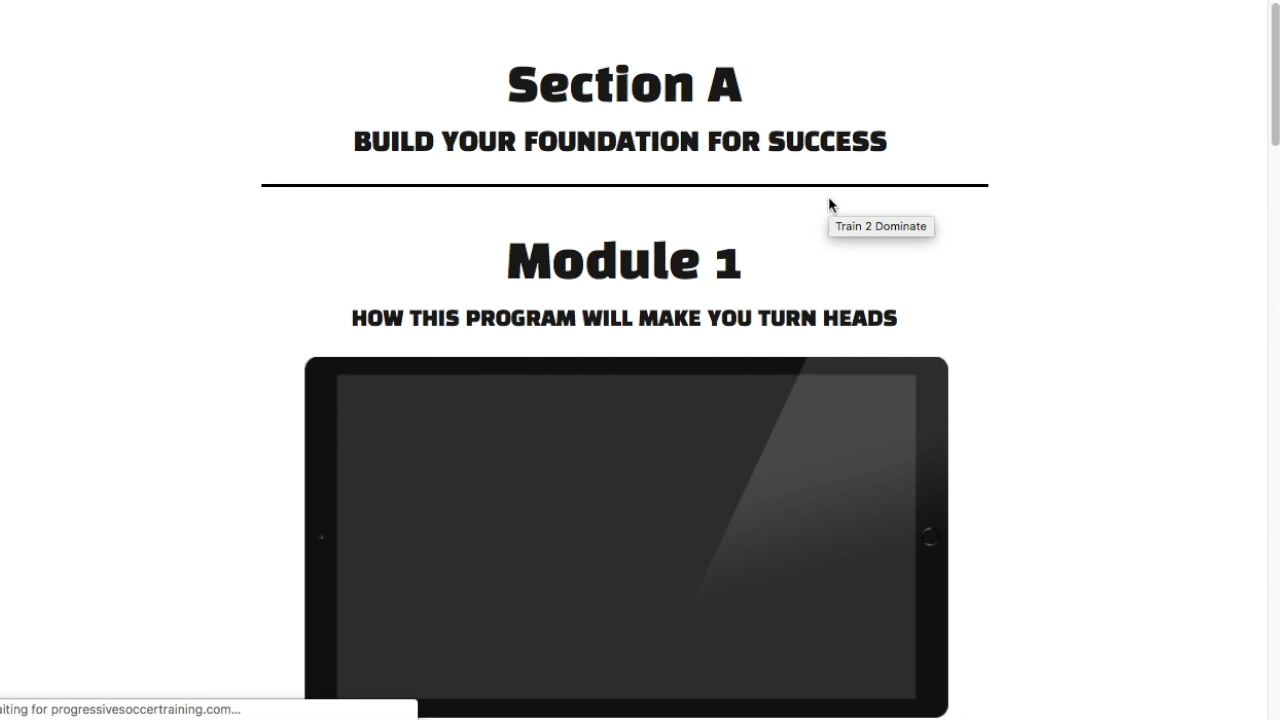 Section A
BUILD YOUR FOUNDATION FOR SUCCESS
Train 2 Dominate
Module 1
HOW THIS PROGRAM WILL MAKE YOU TURN HEADS
aiting for progressivesoccertraining.com...